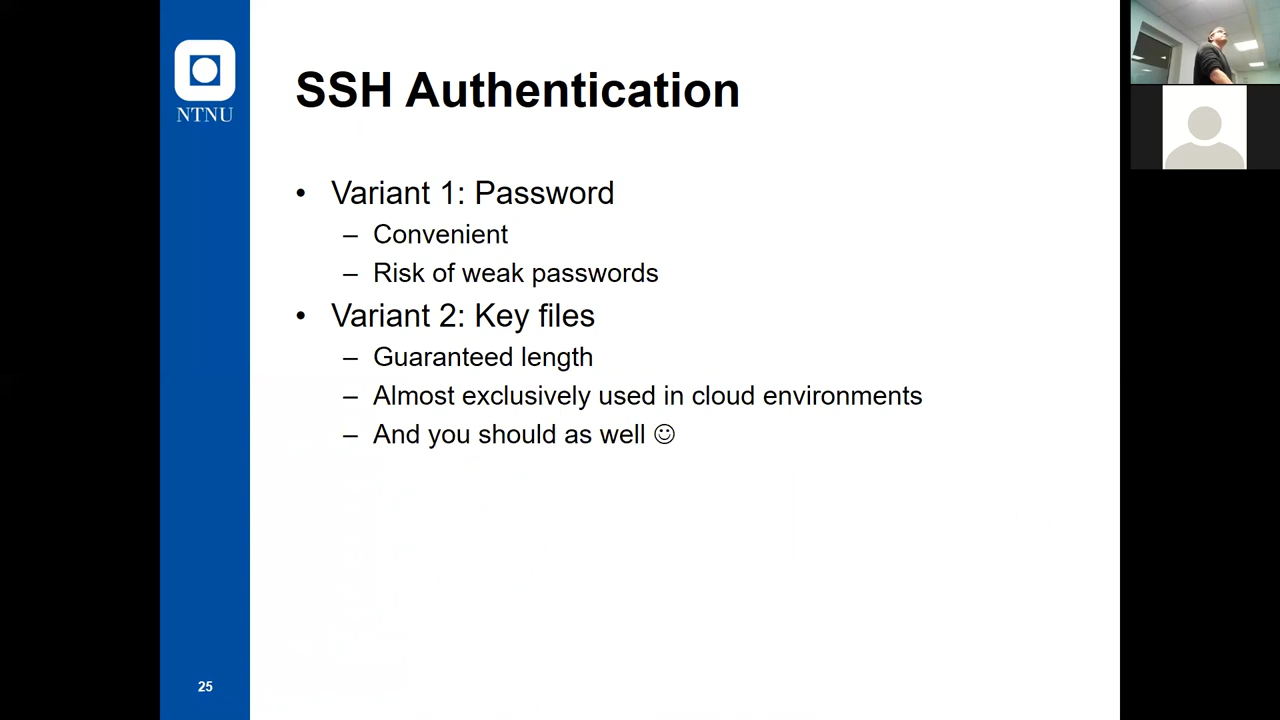 NTNU
SSH Authentication
• Variant 1: Password
– Convenient
– Risk of weak passwords
• Variant 2: Key files
– Guaranteed length
– Almost exclusively used in cloud environments
– And you should as well ☺
25